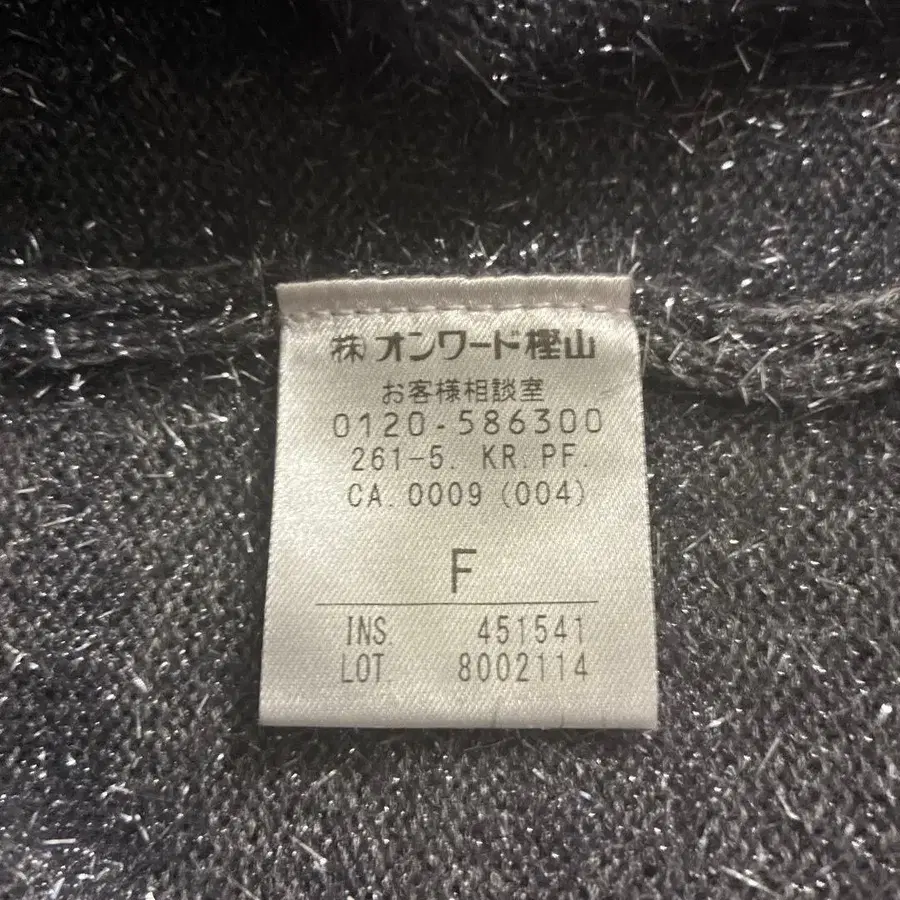 ㈱オンワード樫山
お客様相談室
0120-586300
261-5. KR. PF.
CA. 0009 (004)
F
INS. 451541
LOT. 8002114